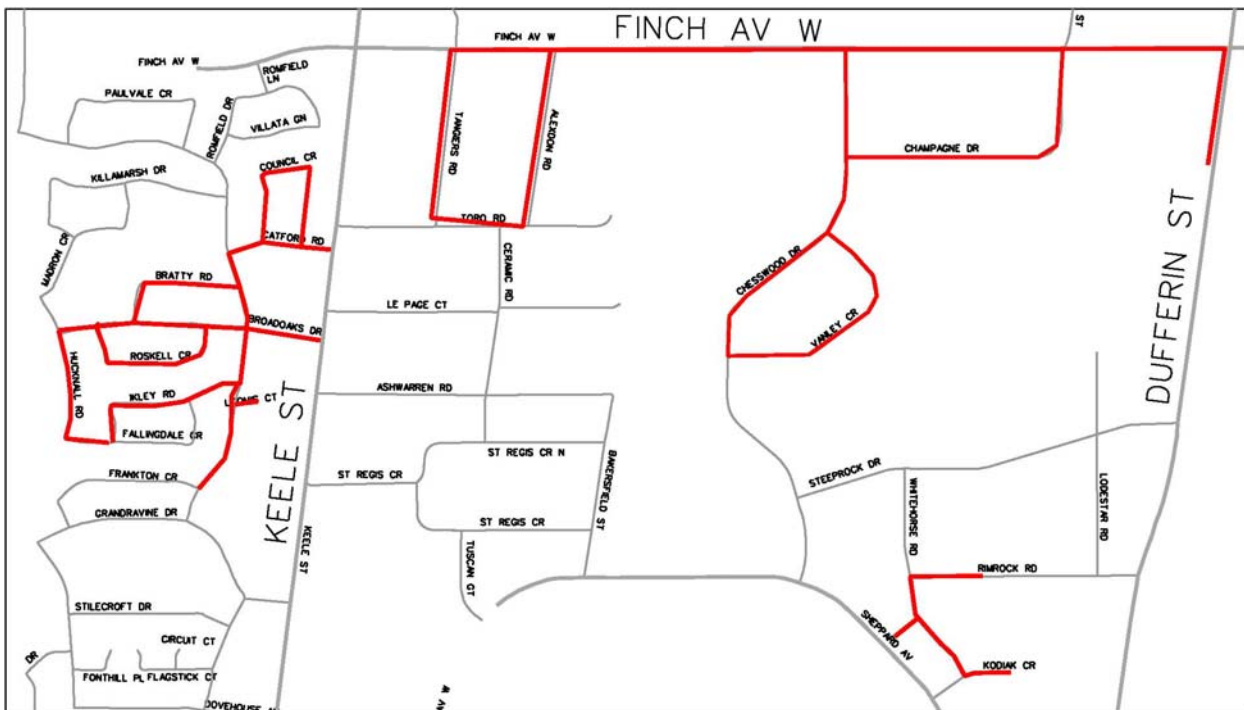 FINCH AV W
FINCH AV W
ST
FINCH AV W
ROMFIELD LN
PAULVALE CR
ROMFIELD DR
VILLATA GN
TANGIERS RD
ALEXDON RD
CHAMPAGNE DR
COUNCIL CR
KILLAMARSH DR
TORO RD
CATFORD RD
MADRON CR
CERAMIC RD
CHESSWOOD DR
DUFFERIN ST
BRATTY RD
LE PAGE CT
BROADOAKS DR
VANLEY CR
ROSKELL CR
HUCKNALL RD
ASHWARREN RD
KEELE ST
FALLINGDALE CR
ST REGIS CR N
BAKERSFIELD ST
FRANKTON CR
ST REGIS CR
STEEPROCK DR
WHITEHORSE RD
LODESTAR RD
GRANDRAVINE DR
ST REGIS CR
KEELE ST
TUSCAN GT
RIMROCK RD
STILECROFT DR
SHEPPARD AV
CIRCUIT CT
DR
FONTHILL PL
FLAGSTICK CT
KODIAK CR